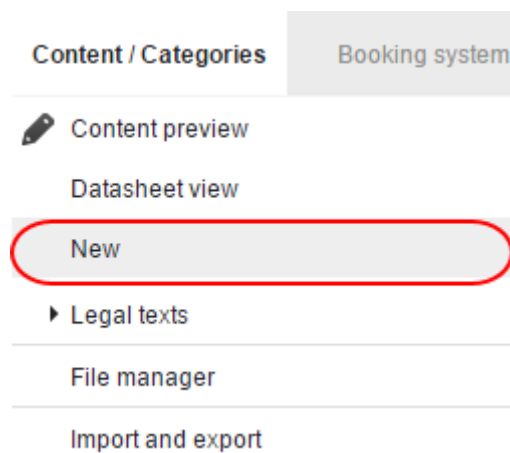 Content / Categories Booking system
Content preview
Datasheet view
New
Legal texts
File manager
Import and export